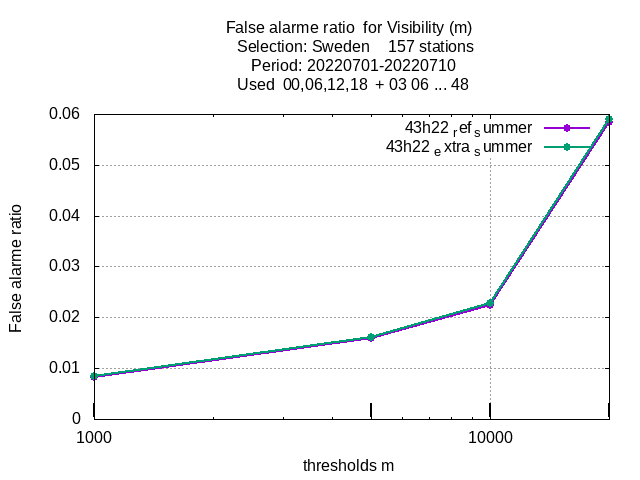 False alarme ratio  for Visibility (m)
Selection: Sweden    157 stations
Period: 20220701-20220710
Used  00,06,12,18  + 03 06 ... 48
43h22 ref summer
43h22 extra summer
0.06
0.05
0.04
0.03
0.02
0.01
0
False alarme ratio
1000
10000
thresholds m